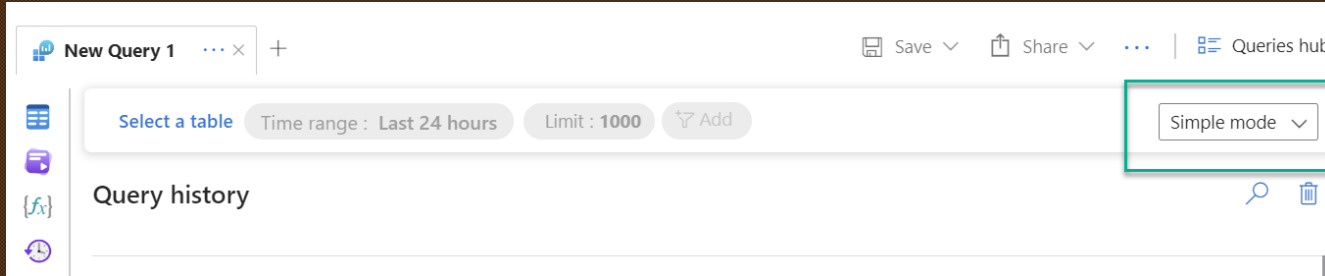 New Query 1 ··· × +
Save
Share
···
Queries hub
Select a table
Time range : Last 24 hours
Limit : 1000
Add
Simple mode
Query history
{fx}